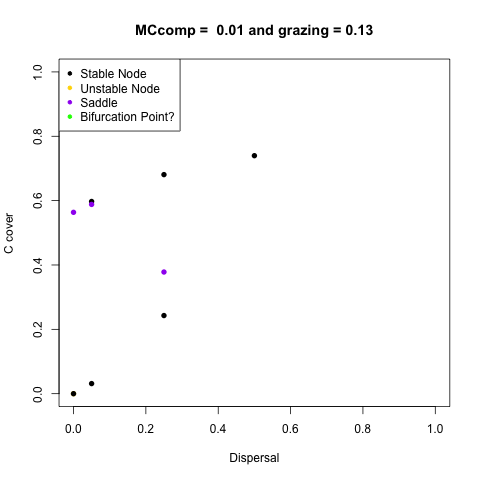 MCcomp =  0.01 and grazing = 0.13
Stable Node
Unstable Node
Saddle
Bifurcation Point?
1.0
0.8
0.6
0.4
0.2
0.0
C cover
0.0 0.2 0.4 0.6 0.8 1.0
Dispersal